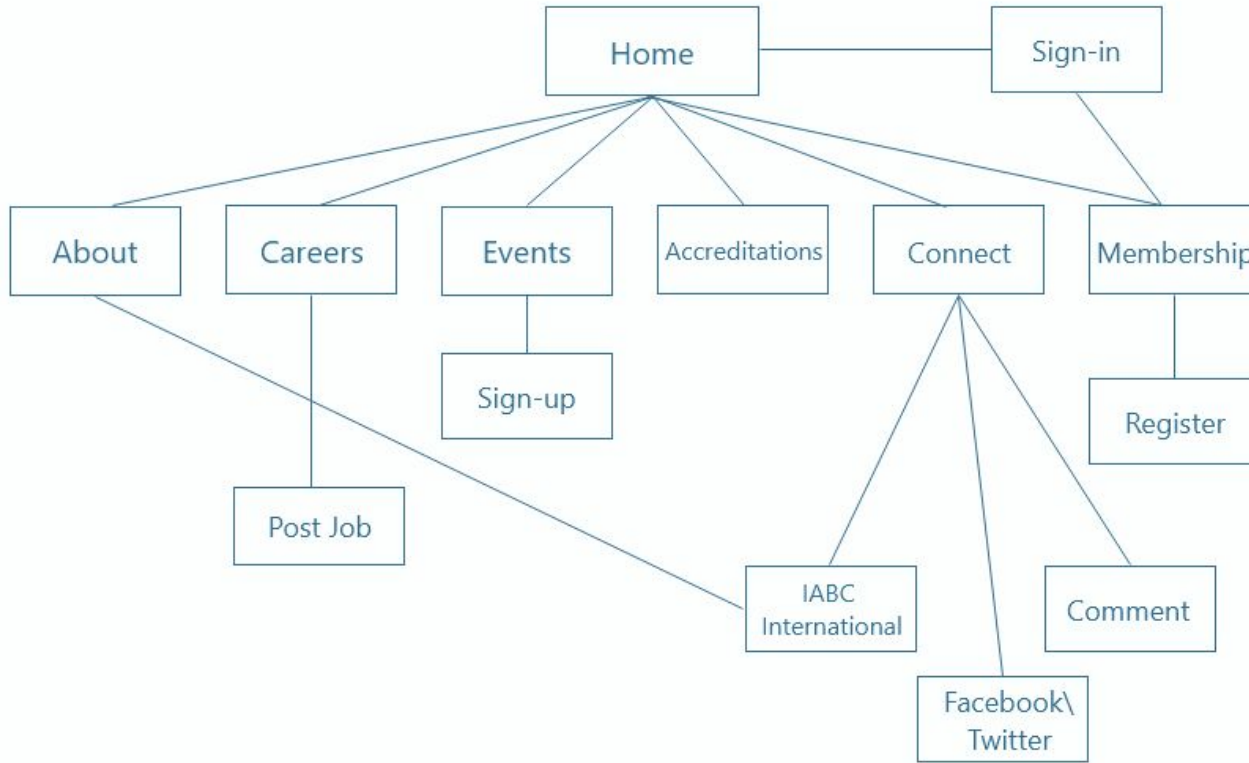 Home
Sign-in
About
Careers
Events
Accreditations
Connect
Membership
Sign-up
Register
Post Job
IABC
International
Comment
Facebook\
Twitter